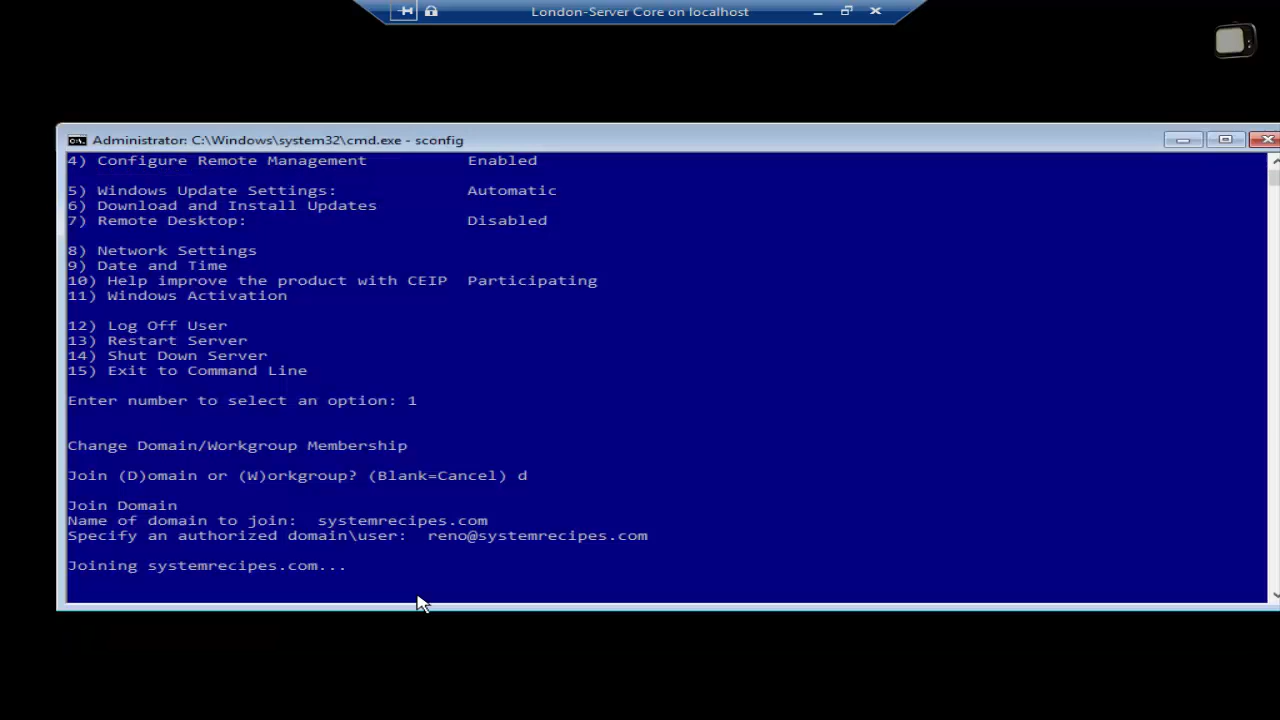 London-Server Core on localhost
Administrator: C:\Windows\system32\cmd.exe - sconfig
4) Configure Remote Management Enabled
5) Windows Update Settings: Automatic
6) Download and Install Updates
7) Remote Desktop: Disabled
8) Network Settings
9) Date and Time
10) Help improve the product with CEIP Participating
11) Windows Activation
12) Log Off User
13) Restart Server
14) Shut Down Server
15) Exit to Command Line
Enter number to select an option: 1
Change Domain/Workgroup Membership
Join (D)omain or (W)orkgroup? (Blank=Cancel) d
Join Domain
Name of domain to join: systemrecipes.com
Specify an authorized domain\user: reno@systemrecipes.com
Joining systemrecipes.com...